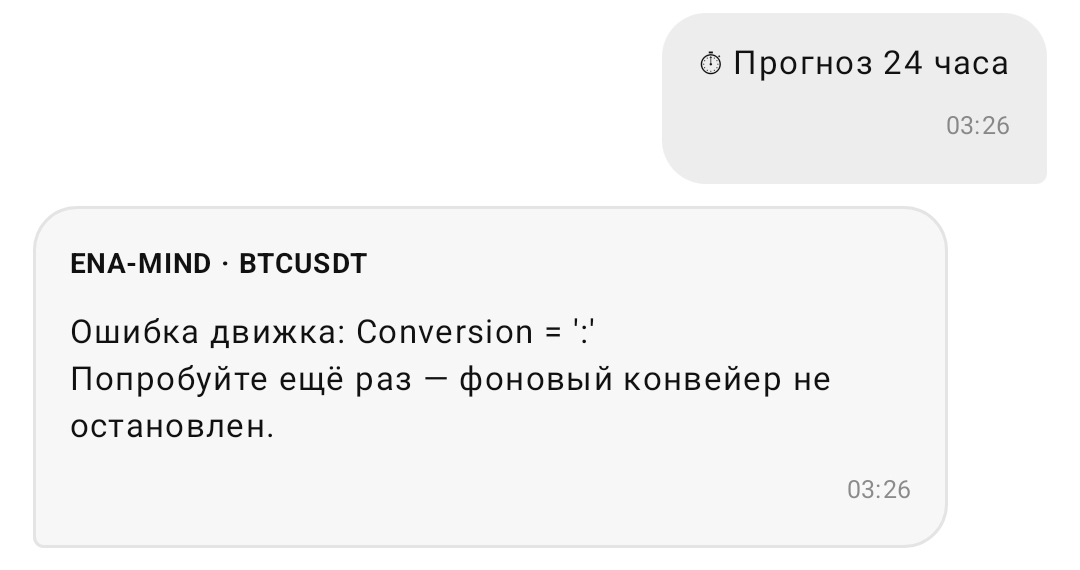 ⏱ Прогноз 24 часа
03:26
ENA-MIND · BTCUSDT
Ошибка движка: Conversion = ':'
Попробуйте ещё раз — фоновый конвейер не
остановлен.
03:26